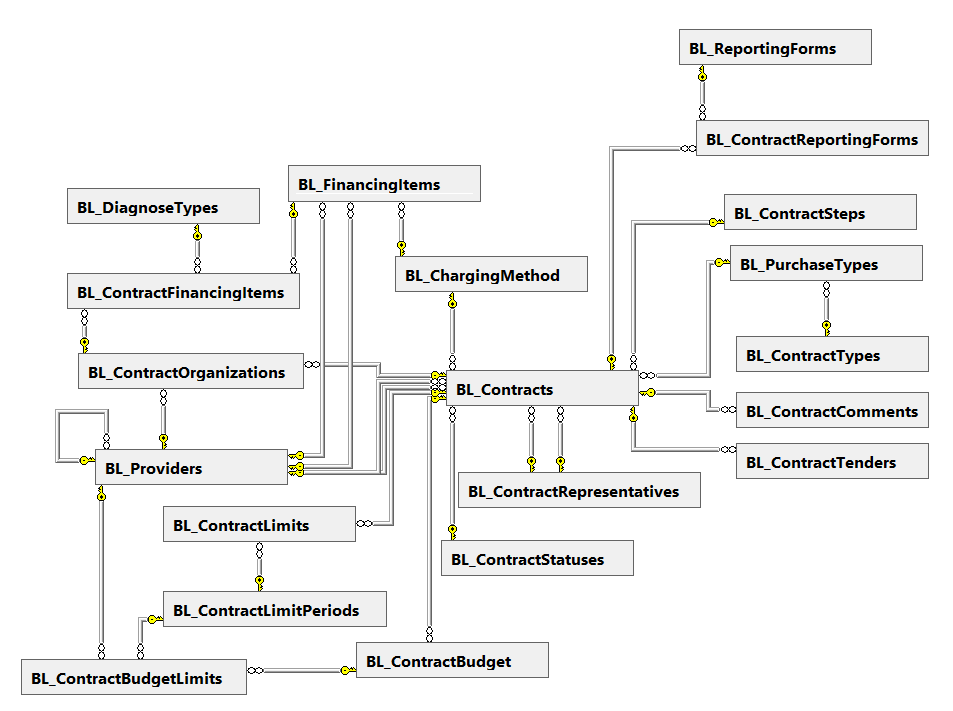 BL_ReportingForms
BL_ContractReportingForms
BL_FinancingItems
BL_DiagnoseTypes
BL_ContractSteps
BL_PurchaseTypes
BL_ChargingMethod
BL_ContractFinancingItems
BL_ContractTypes
BL_ContractOrganizations
BL_Contracts
BL_ContractComments
BL_ContractTenders
BL_Providers
BL_ContractRepresentatives
BL_ContractLimits
BL_ContractStatuses
BL_ContractLimitPeriods
BL_ContractBudget
BL_ContractBudgetLimits